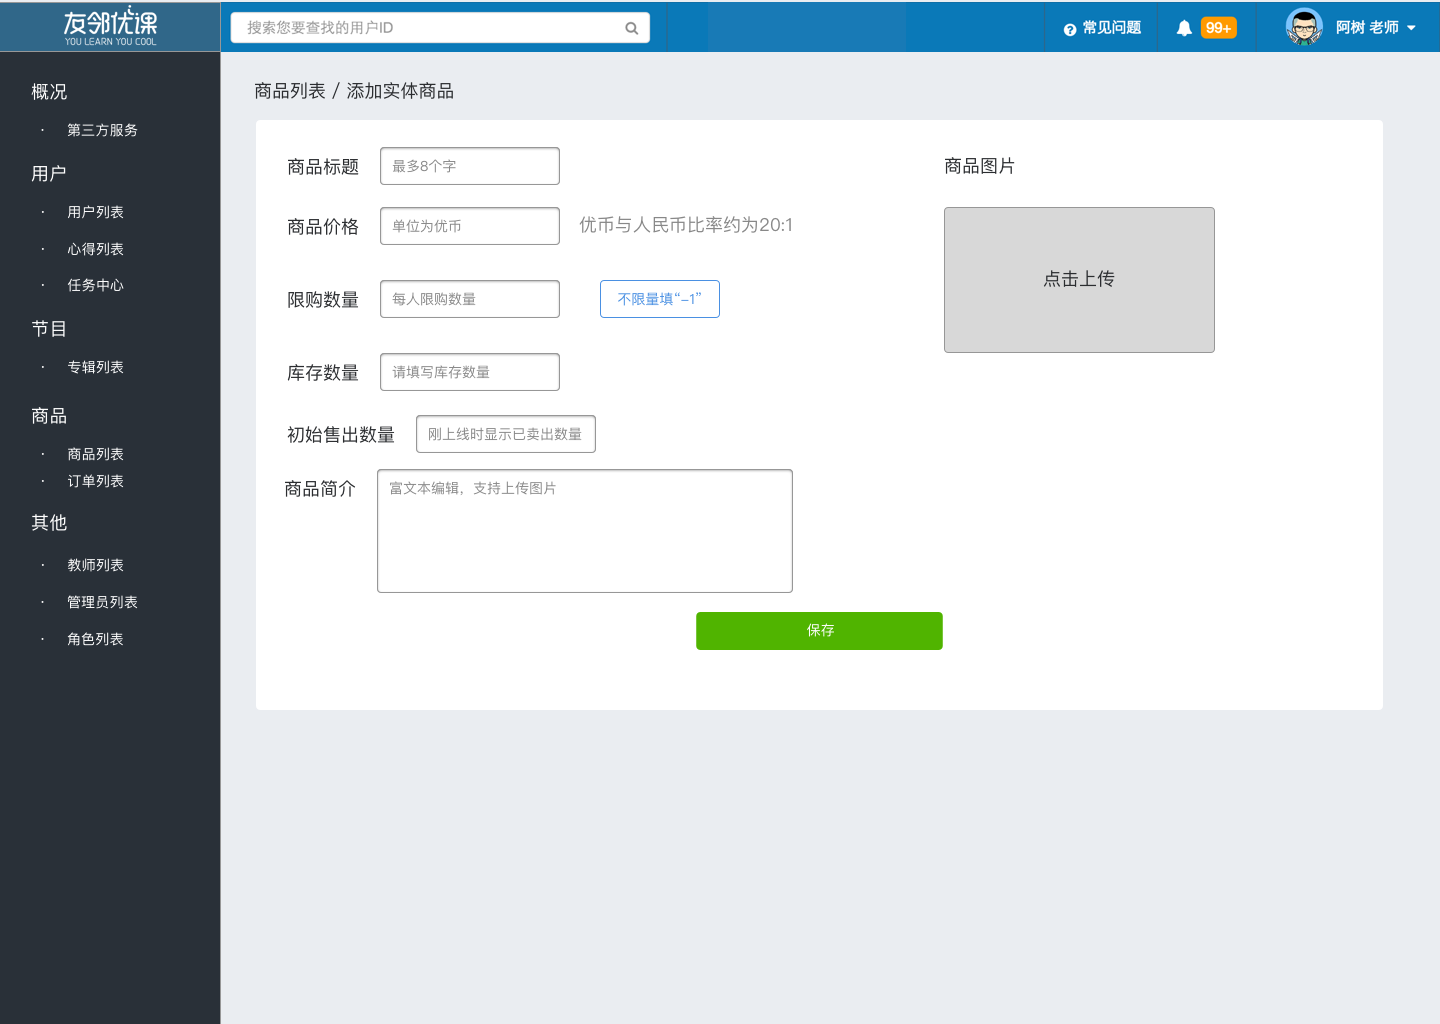 友邻优课
YOU LEARN YOU COOL
搜索您要查找的用户ID
常见问题
99+
阿树 老师
概况
· 第三方服务
用户
· 用户列表
· 心得列表
· 任务中心
节目
· 专辑列表
商品
· 商品列表
· 订单列表
其他
· 教师列表
· 管理员列表
· 角色列表
商品列表 / 添加实体商品
商品标题 最多8个字
商品价格 单位为优币 优币与人民币比率约为20:1
限购数量 每人限购数量 不限量填“-1”
库存数量 请填写库存数量
初始售出数量 刚上线时显示已卖出数量
商品简介 富文本编辑，支持上传图片
商品图片
点击上传
保存